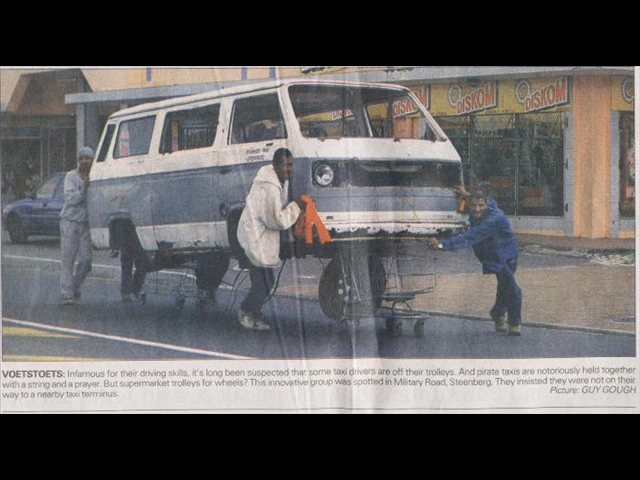 DISKOM
DISKOM
DISKOM
VOETSTOETS: Infamous for their driving skills, it's long been suspected that some taxi drivers are off their trolleys. And pirate taxis are notoriously held together
with a string and a prayer. But supermarket trolleys for wheels? This innovative group was spotted in Military Road, Steenberg. They insisted they were not on their
way to a nearby taxi terminus. Picture: GUY GOUGH